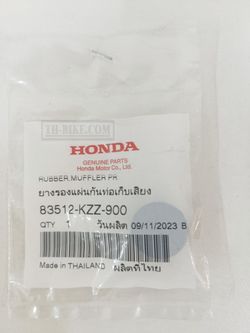 TH-BIKE.COM
HONDA
GENUINE PARTS
Honda Motor Co., Ltd.
RUBBER,MUFFLER PR
ยางรองแผ่นกันท่อเก็บเสียง
83512-KZZ-900
QTY 1 วันผลิต 09/11/2023 B
Made in THAILAND ผลิตที่ไทย